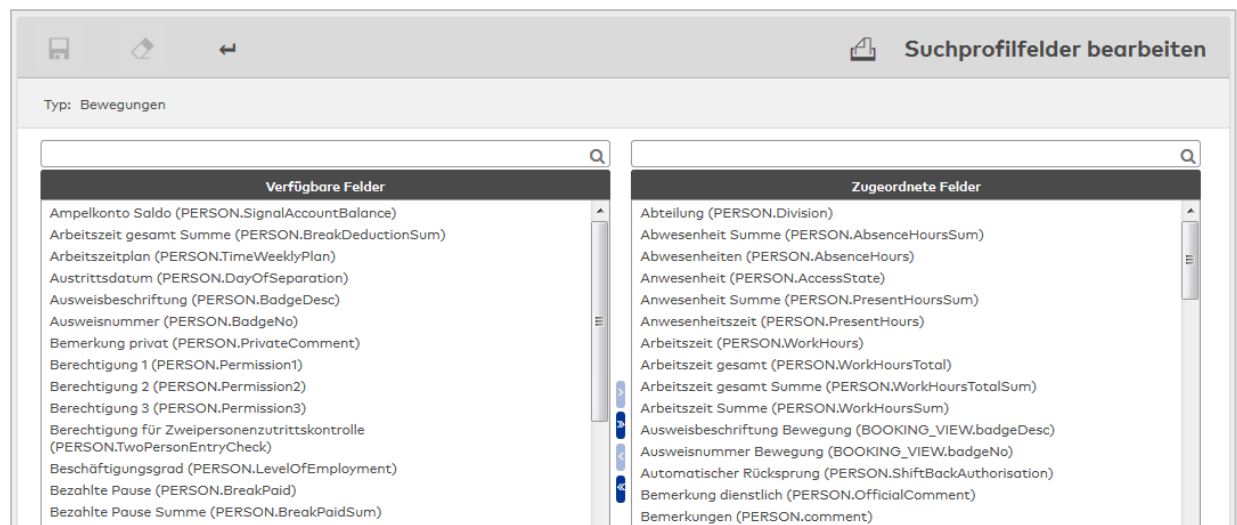 Suchprofilfelder bearbeiten
Typ: Bewegungen
Verfügbare Felder
Ampelkonto Saldo (PERSON.SignalAccountBalance)
Arbeitszeit gesamt Summe (PERSON.BreakDeductionSum)
Arbeitszeitplan (PERSON.TimeWeeklyPlan)
Austrittsdatum (PERSON.DayOfSeparation)
Ausweisbeschriftung (PERSON.BadgeDesc)
Ausweisnummer (PERSON.BadgeNo)
Bemerkung privat (PERSON.PrivateComment)
Berechtigung 1 (PERSON.Permission1)
Berechtigung 2 (PERSON.Permission2)
Berechtigung 3 (PERSON.Permission3)
Berechtigung für Zweipersonenzutrittskontrolle
(PERSON.TwoPersonEntryCheck)
Beschäftigungsgrad (PERSON.LevelOfEmployment)
Bezahlte Pause (PERSON.BreakPaid)
Bezahlte Pause Summe (PERSON.BreakPaidSum)
Zugeordnete Felder
Abteilung (PERSON.Division)
Abwesenheit Summe (PERSON.AbsenceHoursSum)
Abwesenheiten (PERSON.AbsenceHours)
Anwesenheit (PERSON.AccessState)
Anwesenheit Summe (PERSON.PresentHoursSum)
Anwesenheitszeit (PERSON.PresentHours)
Arbeitszeit (PERSON.WorkHours)
Arbeitszeit gesamt (PERSON.WorkHoursTotal)
Arbeitszeit gesamt Summe (PERSON.WorkHoursTotalSum)
Arbeitszeit Summe (PERSON.WorkHoursSum)
Ausweisbeschriftung Bewegung (BOOKING_VIEW.badgeDesc)
Ausweisnummer Bewegung (BOOKING_VIEW.badgeNo)
Automatischer Rücksprung (PERSON.ShiftBackAuthorisation)
Bemerkung dienstlich (PERSON.OfficialComment)
Bemerkungen (PERSON.comment)